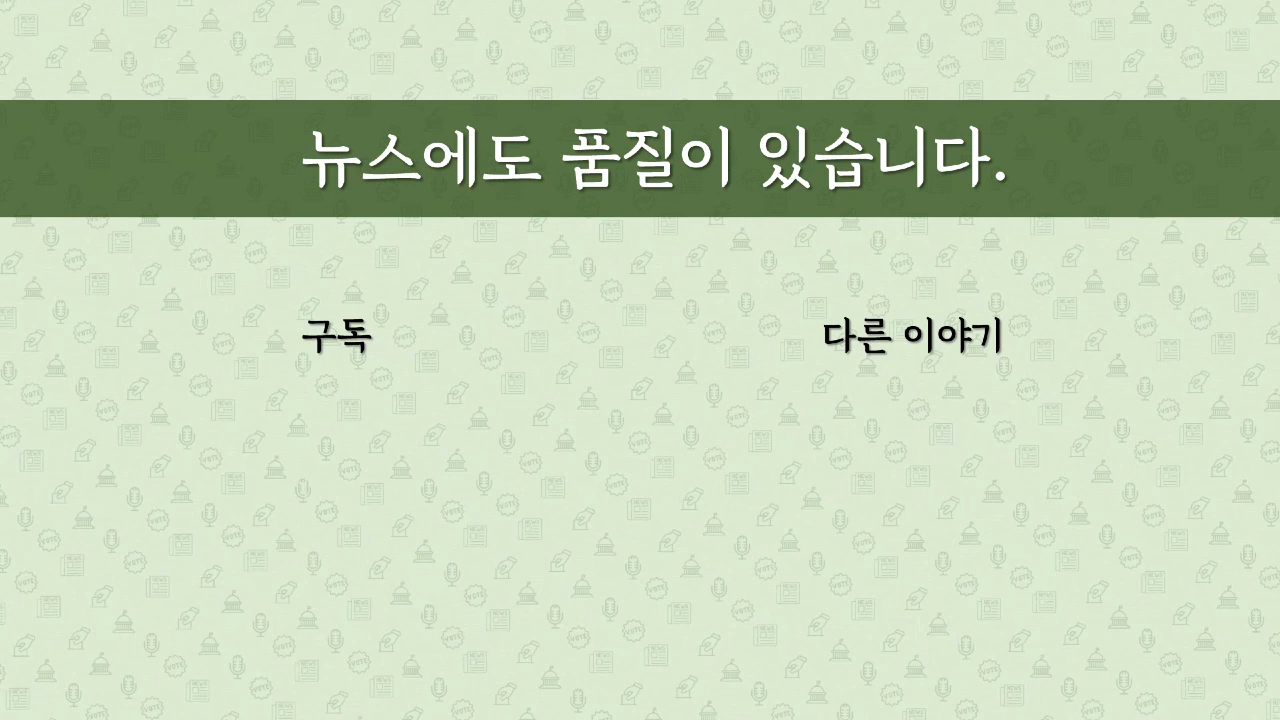 뉴스에도 품질이 있습니다.
구독
다른 이야기